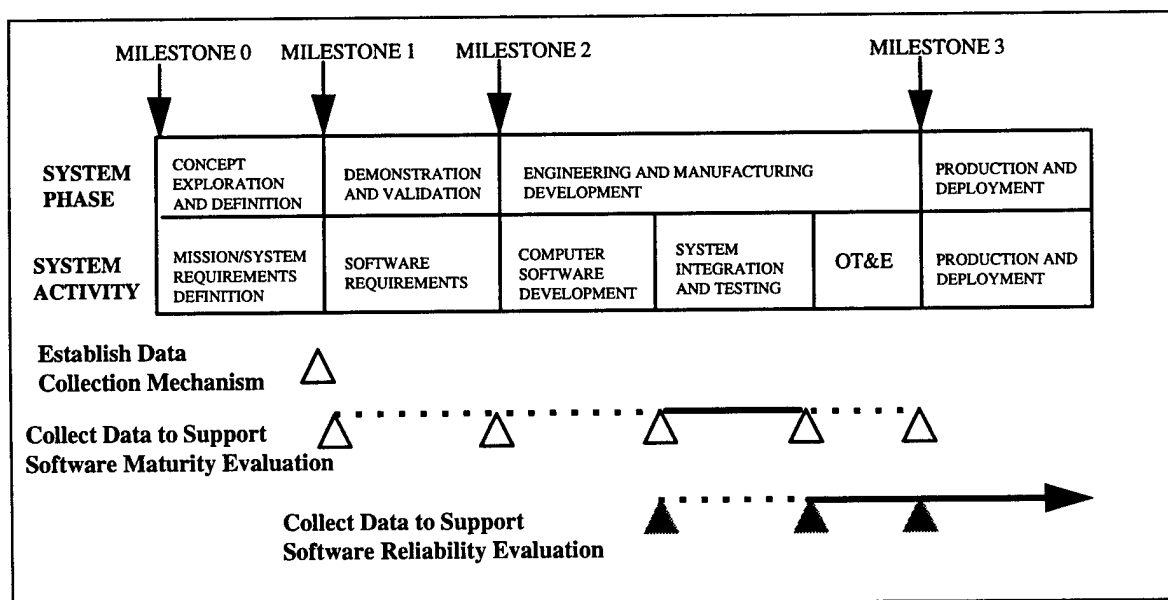 MILESTONE 0 MILESTONE 1 MILESTONE 2 MILESTONE 3
SYSTEM
PHASE
CONCEPT
EXPLORATION
AND DEFINITION
DEMONSTRATION
AND VALIDATION
ENGINEERING AND MANUFACTURING
DEVELOPMENT
PRODUCTION AND
DEPLOYMENT
SYSTEM
ACTIVITY
MISSION/SYSTEM
REQUIREMENTS
DEFINITION
SOFTWARE
REQUIREMENTS
COMPUTER
SOFTWARE
DEVELOPMENT
SYSTEM
INTEGRATION
AND TESTING
OT&E
PRODUCTION AND
DEPLOYMENT
Establish Data
Collection Mechanism
Collect Data to Support
Software Maturity Evaluation
Collect Data to Support
Software Reliability Evaluation